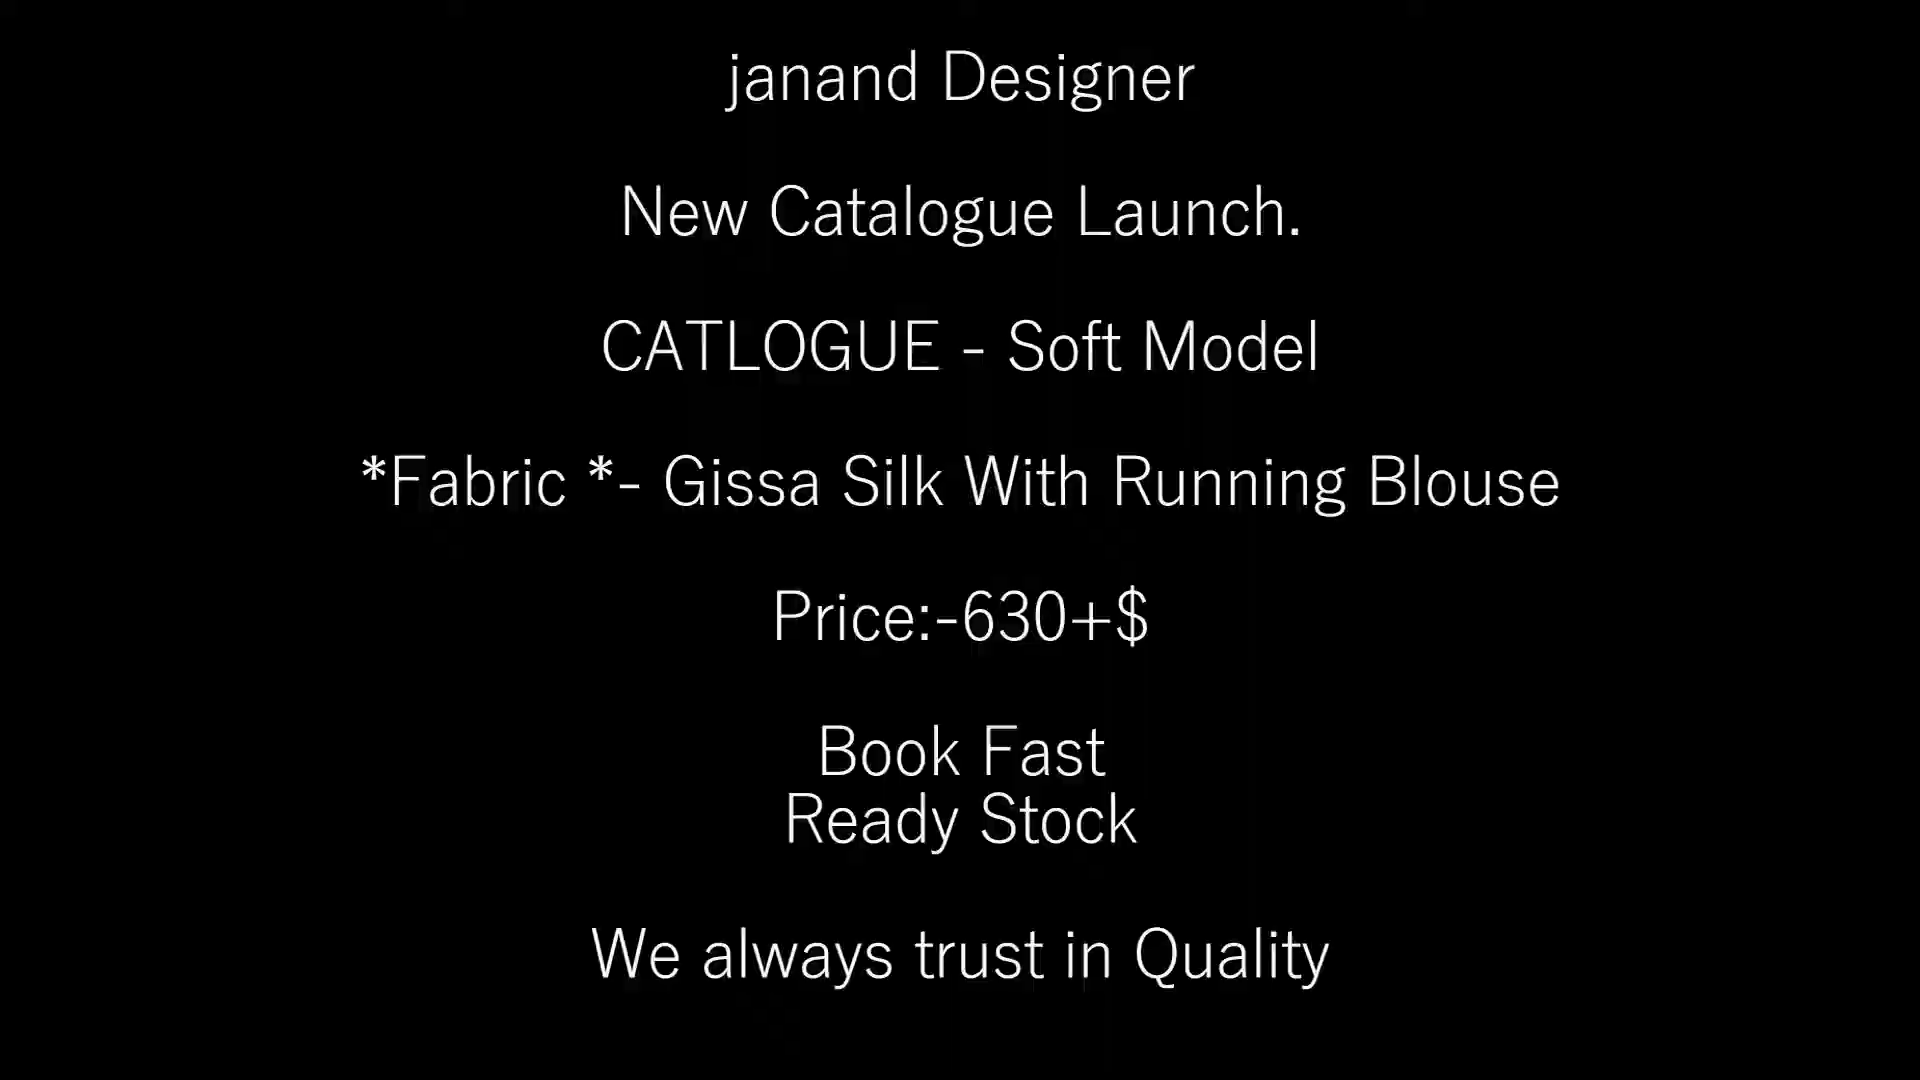 janand Designer
New Catalogue Launch.
CATLOGUE - Soft Model
*Fabric *- Gissa Silk With Running Blouse
Price:-630+$
Book Fast
Ready Stock
We always trust in Quality